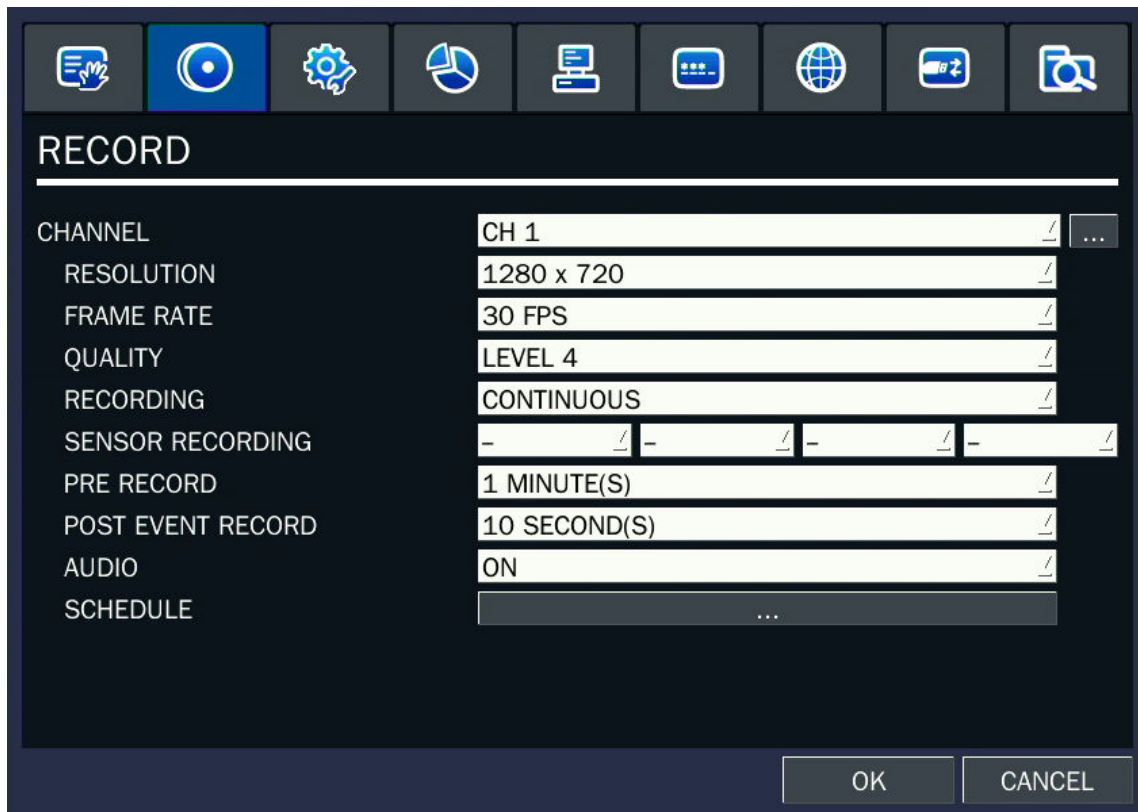 RECORD
CHANNEL CH 1 ...
RESOLUTION 1280 x 720
FRAME RATE 30 FPS
QUALITY LEVEL 4
RECORDING CONTINUOUS
SENSOR RECORDING – – – –
PRE RECORD 1 MINUTE(S)
POST EVENT RECORD 10 SECOND(S)
AUDIO ON
SCHEDULE ...
OK CANCEL